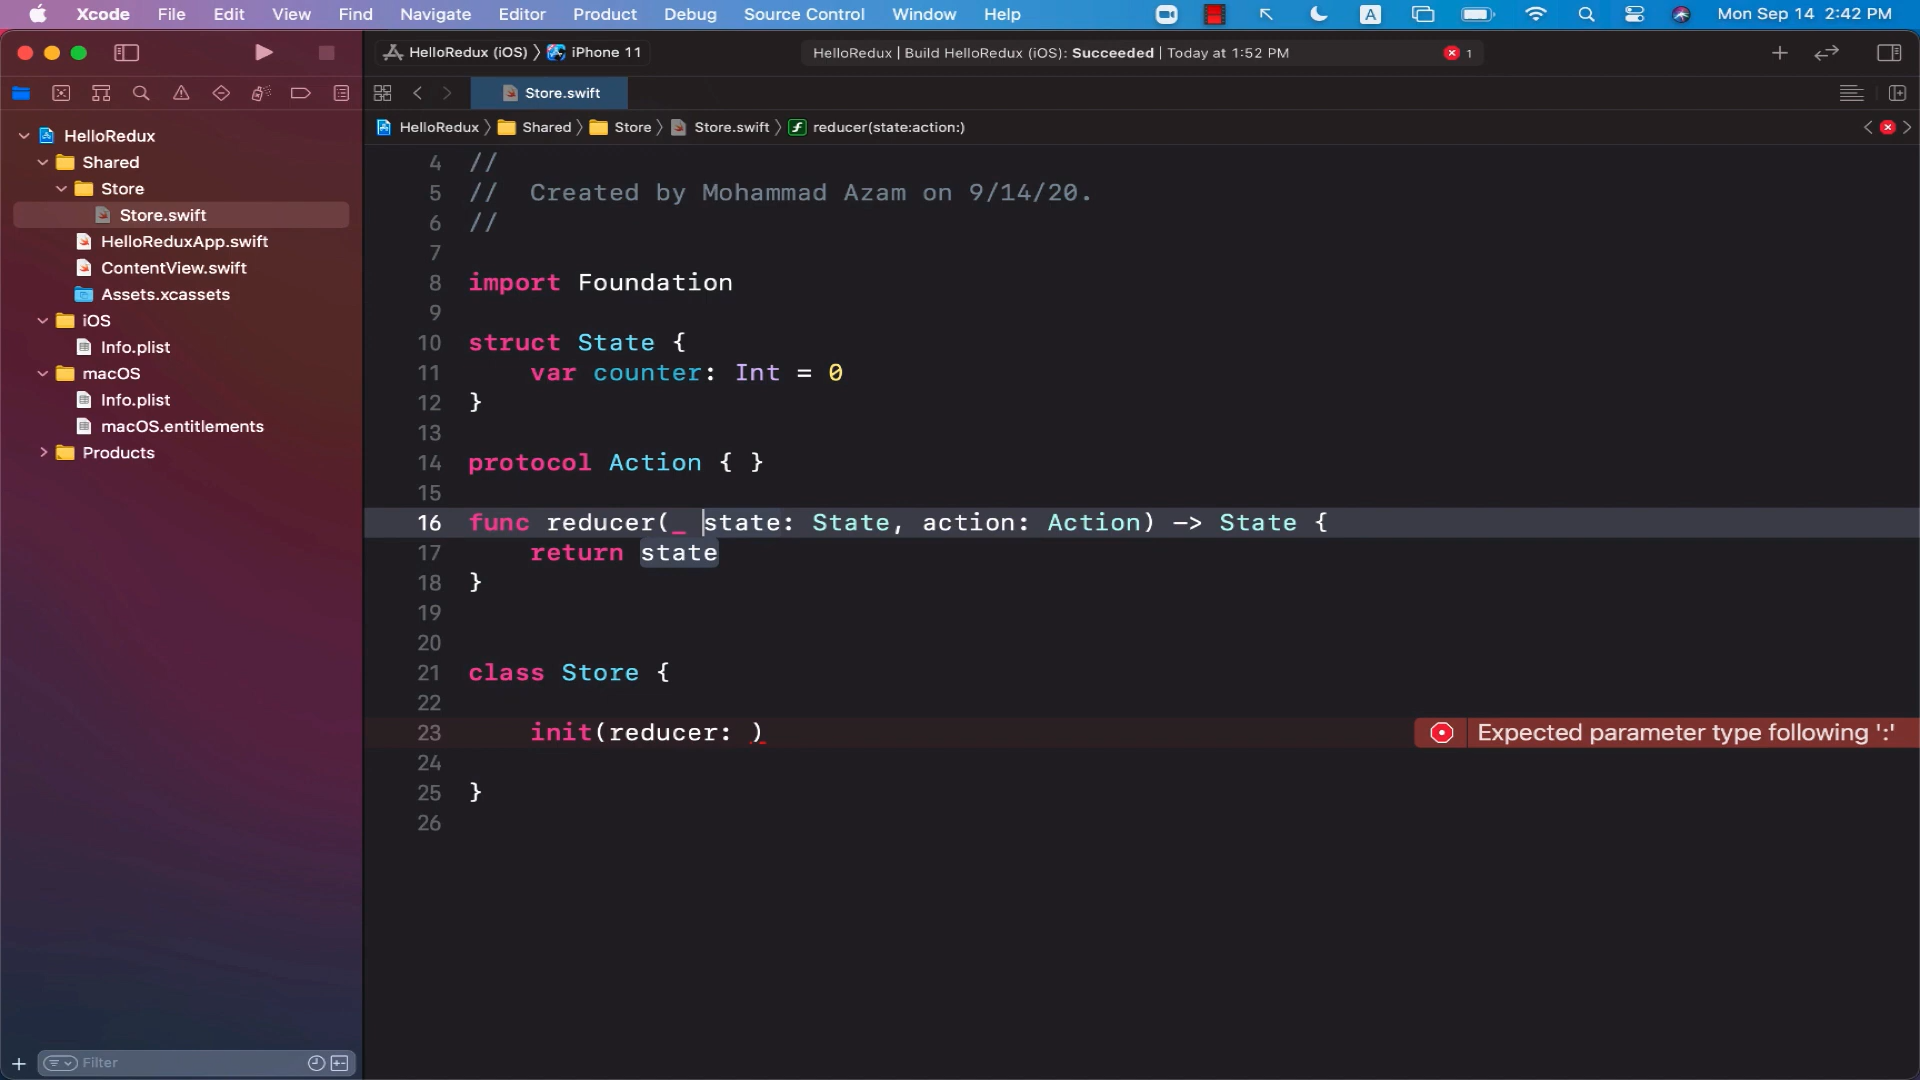 Xcode File Edit View Find Navigate Editor Product Debug Source Control Window Help A Mon Sep 14 2:42 PM
HelloRedux (iOS) iPhone 11 HelloRedux | Build HelloRedux (iOS): Succeeded | Today at 1:52 PM 1
Store.swift
HelloRedux Shared Store Store.swift reducer(state:action:)
HelloRedux
Shared
Store
Store.swift
HelloReduxApp.swift
ContentView.swift
Assets.xcassets
iOS
Info.plist
macOS
Info.plist
macOS.entitlements
Products
Filter
4 //
5 //  Created by Mohammad Azam on 9/14/20.
6 //
7
8 import Foundation
9
10 struct State {
11     var counter: Int = 0
12 }
13
14 protocol Action { }
15
16 func reducer(_ state: State, action: Action) -> State {
17     return state
18 }
19
20
21 class Store {
22
23     init(reducer: ) Expected parameter type following ':'
24
25 }
26